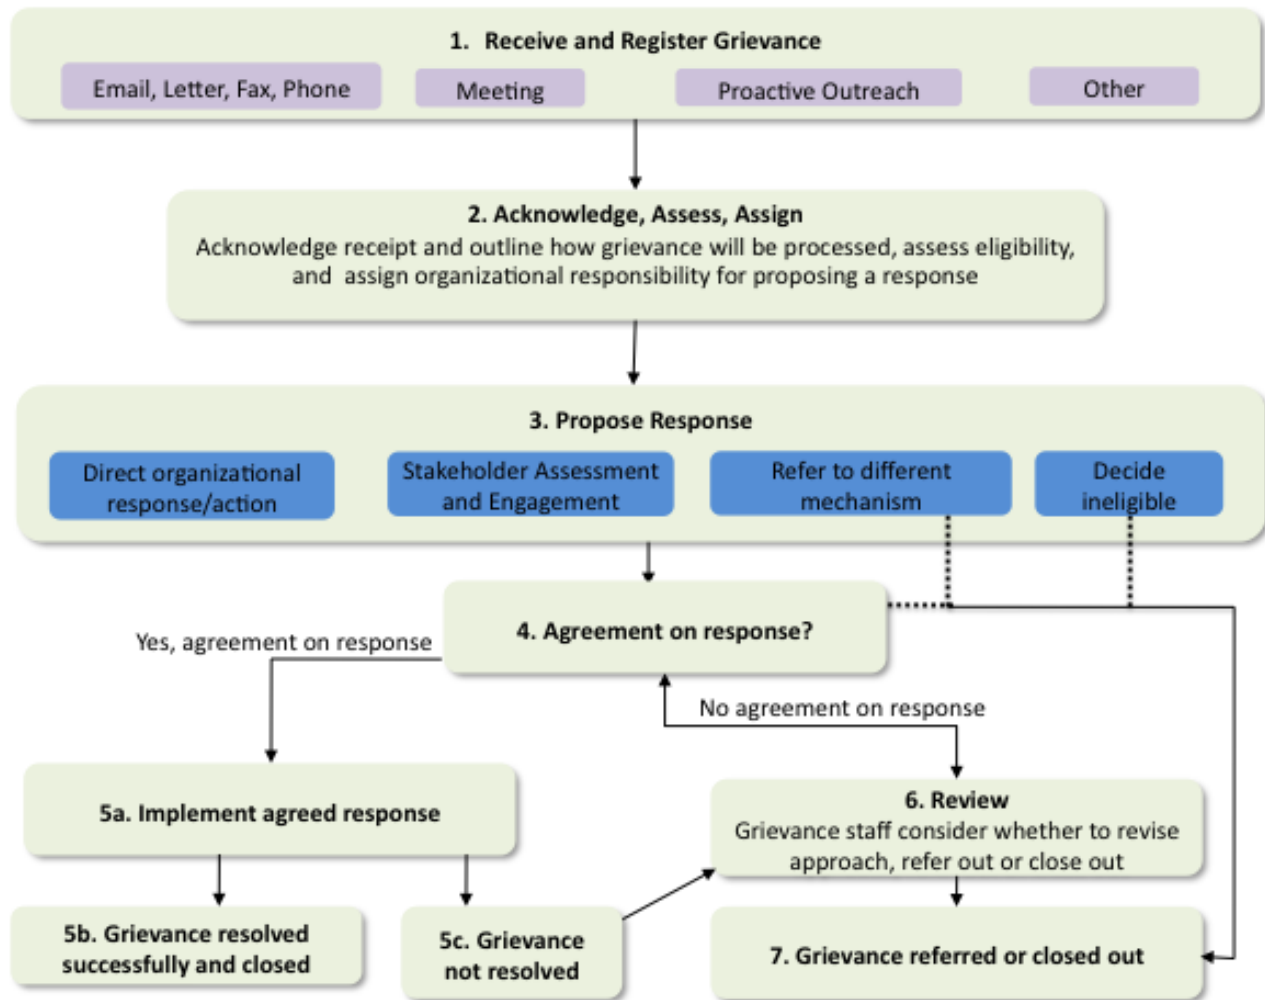 1. Receive and Register Grievance
Email, Letter, Fax, Phone
Meeting
Proactive Outreach
Other
2. Acknowledge, Assess, Assign
Acknowledge receipt and outline how grievance will be processed, assess eligibility,
and assign organizational responsibility for proposing a response
3. Propose Response
Direct organizational
response/action
Stakeholder Assessment
and Engagement
Refer to different
mechanism
Decide
ineligible
4. Agreement on response?
Yes, agreement on response
No agreement on response
5a. Implement agreed response
6. Review
Grievance staff consider whether to revise
approach, refer out or close out
5b. Grievance resolved
successfully and closed
5c. Grievance
not resolved
7. Grievance referred or closed out